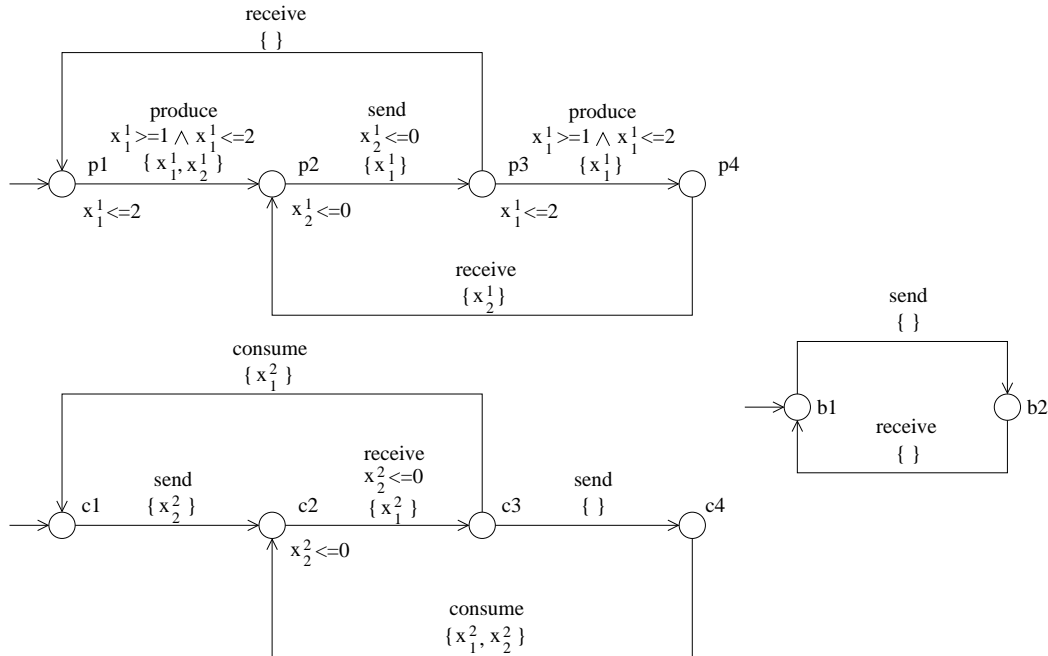 receive
{ }
produce
x₁¹>=1 ∧ x₁¹<=2
{ x₁¹, x₂¹ }
send
x₂¹<=0
{ x₁¹ }
produce
x₁¹>=1 ∧ x₁¹<=2
{ x₁¹ }
p1
p2
p3
p4
x₁¹<=2
x₂¹<=0
x₁¹<=2
receive
{ x₂¹ }
send
{ }
b1
b2
receive
{ }
consume
{ x₁² }
send
{ x₂² }
receive
x₂²<=0
{ x₁² }
send
{ }
c1
c2
c3
c4
x₂²<=0
consume
{ x₁², x₂² }